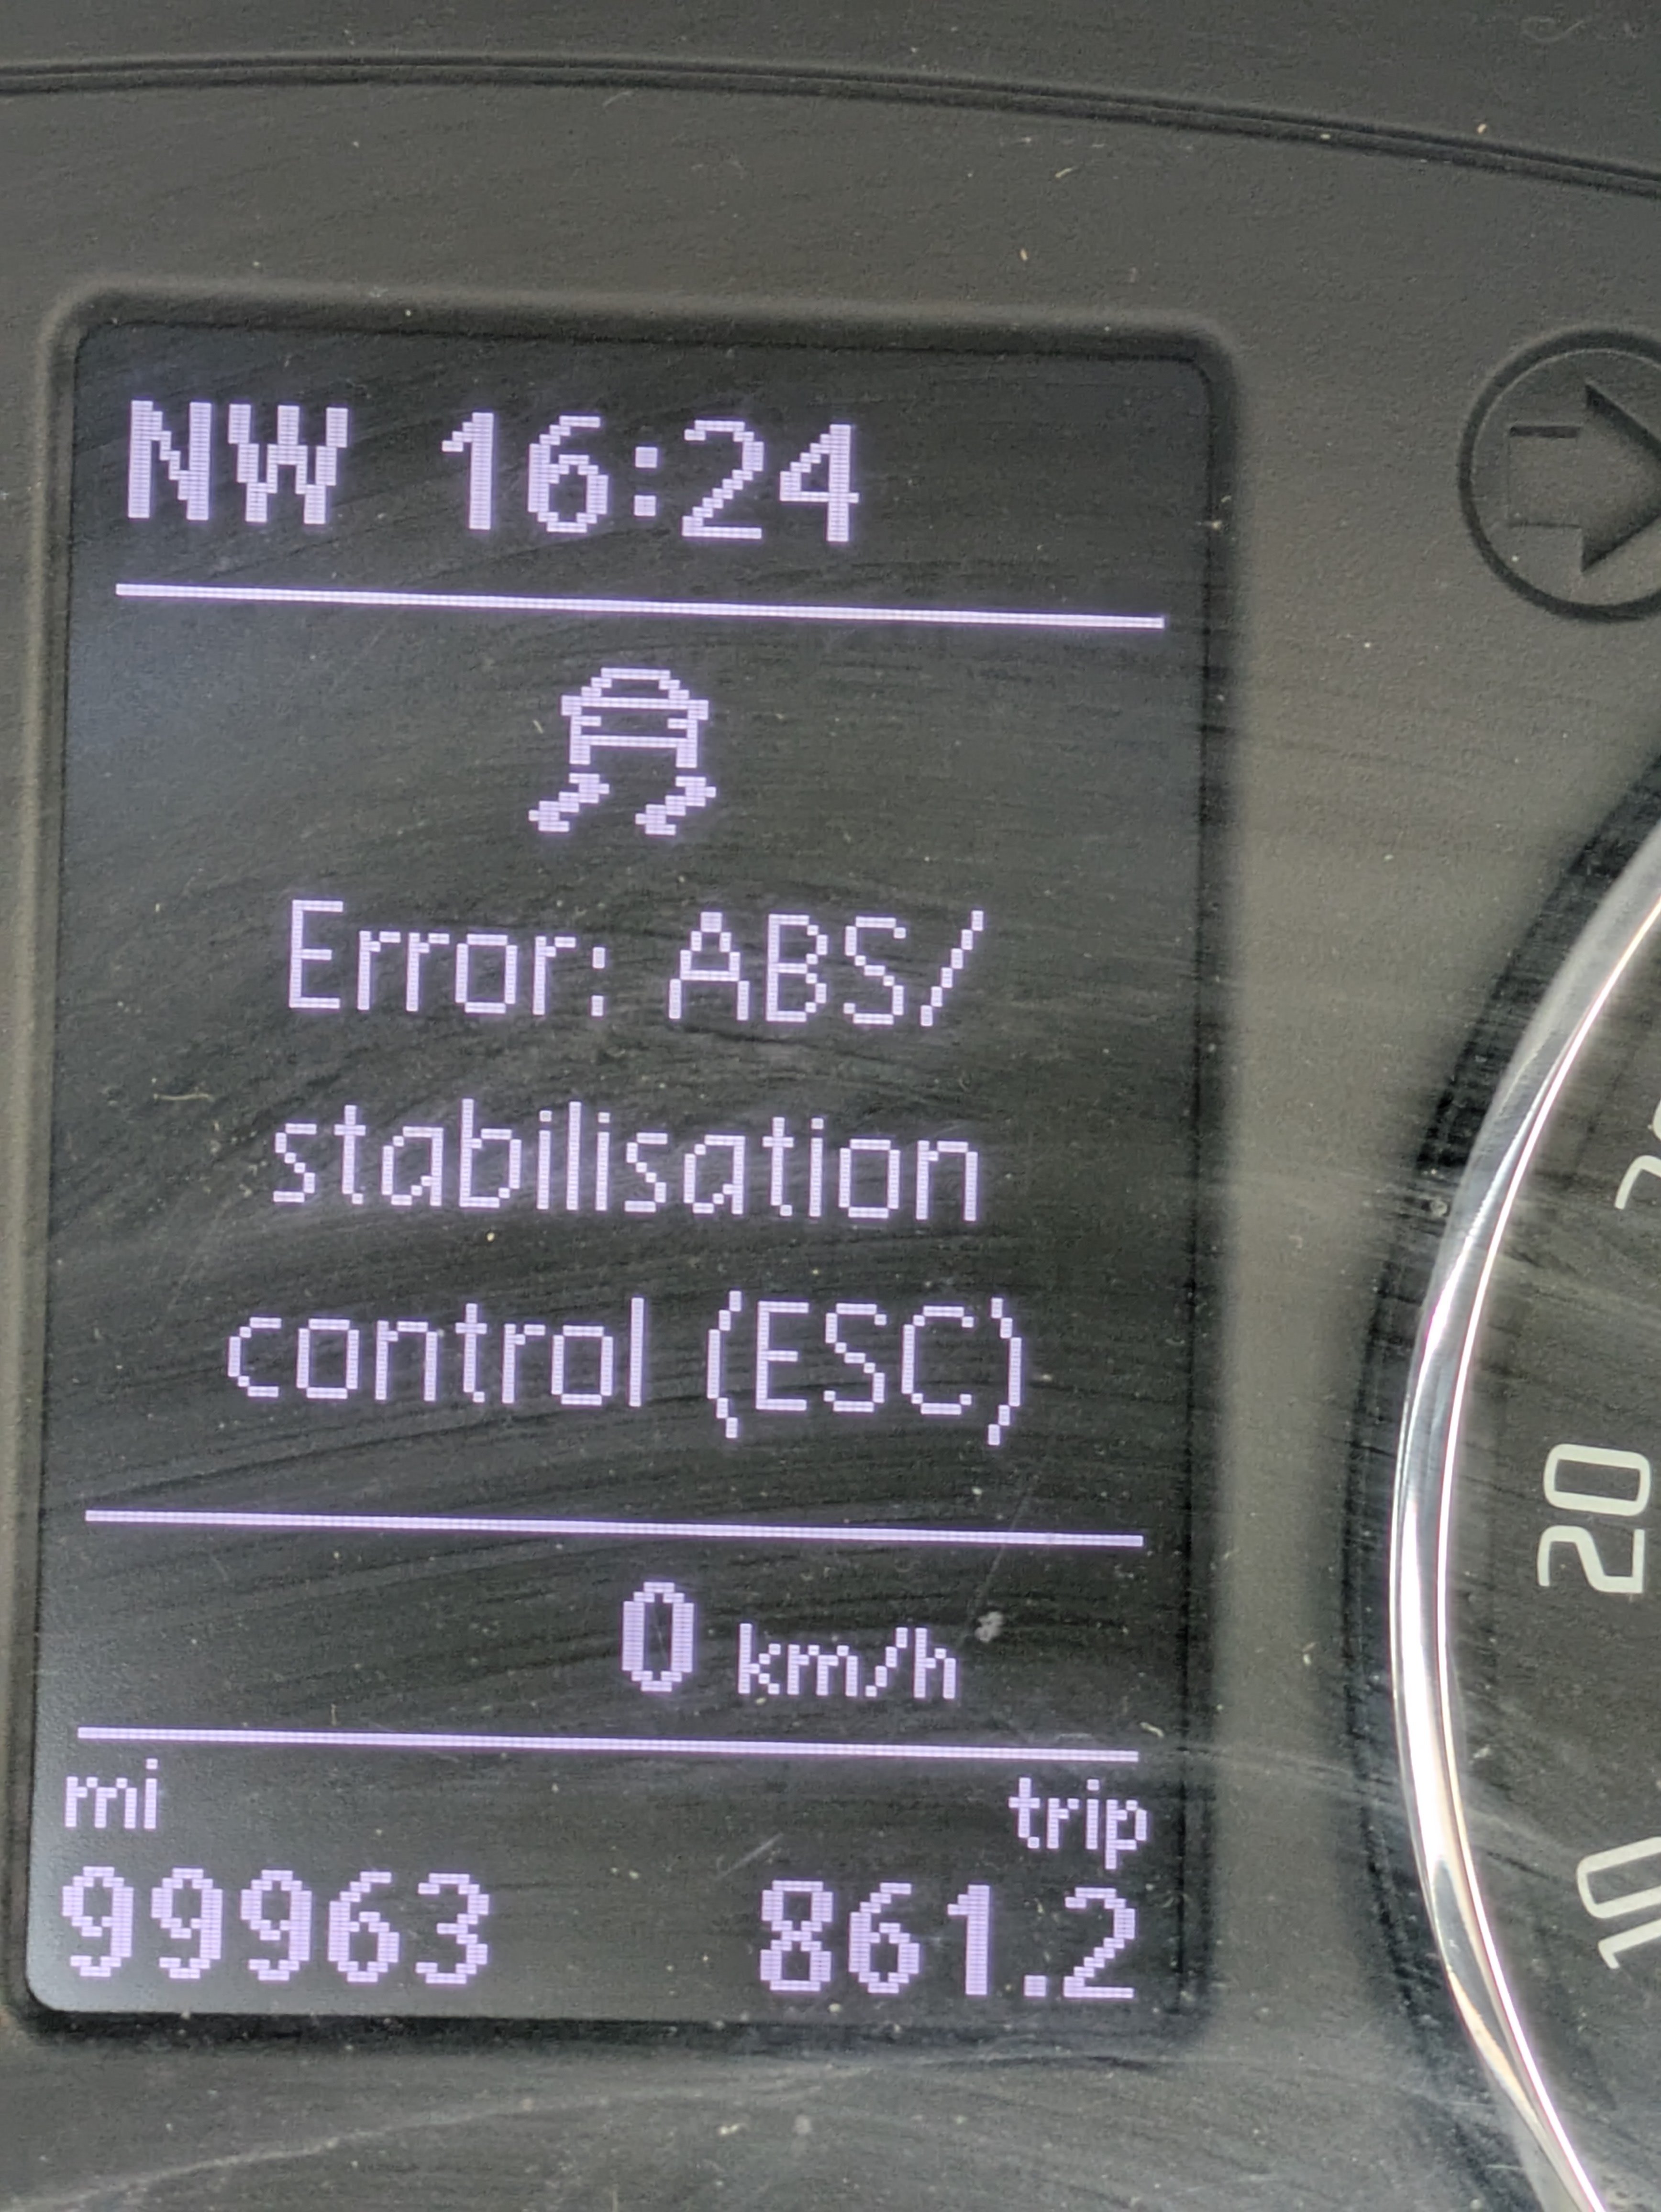 NW 16:24
Error: ABS/
stabilisation
control (ESC)
0 km/h
mi trip
99963 861.2
20
10